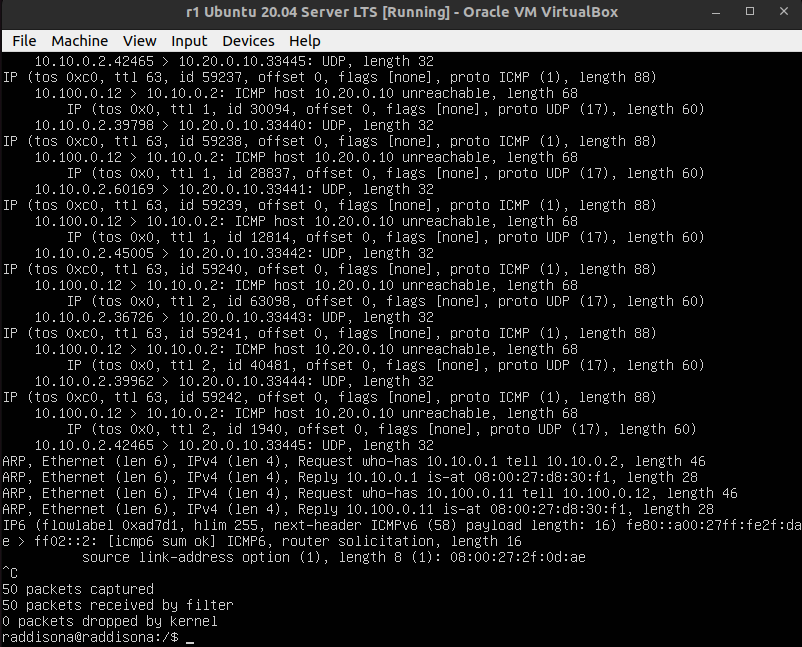 r1 Ubuntu 20.04 Server LTS [Running] - Oracle VM VirtualBox
File Machine View Input Devices Help
10.10.0.2.42465 > 10.20.0.10.33445: UDP, length 32
IP (tos 0xc0, ttl 63, id 59237, offset 0, flags [none], proto ICMP (1), length 88)
10.100.0.12 > 10.10.0.2: ICMP host 10.20.0.10 unreachable, length 68
IP (tos 0x0, ttl 1, id 30094, offset 0, flags [none], proto UDP (17), length 60)
10.10.0.2.39798 > 10.20.0.10.33440: UDP, length 32
IP (tos 0xc0, ttl 63, id 59238, offset 0, flags [none], proto ICMP (1), length 88)
10.100.0.12 > 10.10.0.2: ICMP host 10.20.0.10 unreachable, length 68
IP (tos 0x0, ttl 1, id 28837, offset 0, flags [none], proto UDP (17), length 60)
10.10.0.2.60169 > 10.20.0.10.33441: UDP, length 32
IP (tos 0xc0, ttl 63, id 59239, offset 0, flags [none], proto ICMP (1), length 88)
10.100.0.12 > 10.10.0.2: ICMP host 10.20.0.10 unreachable, length 68
IP (tos 0x0, ttl 1, id 12814, offset 0, flags [none], proto UDP (17), length 60)
10.10.0.2.45005 > 10.20.0.10.33442: UDP, length 32
IP (tos 0xc0, ttl 63, id 59240, offset 0, flags [none], proto ICMP (1), length 88)
10.100.0.12 > 10.10.0.2: ICMP host 10.20.0.10 unreachable, length 68
IP (tos 0x0, ttl 2, id 63098, offset 0, flags [none], proto UDP (17), length 60)
10.10.0.2.36726 > 10.20.0.10.33443: UDP, length 32
IP (tos 0xc0, ttl 63, id 59241, offset 0, flags [none], proto ICMP (1), length 88)
10.100.0.12 > 10.10.0.2: ICMP host 10.20.0.10 unreachable, length 68
IP (tos 0x0, ttl 2, id 40481, offset 0, flags [none], proto UDP (17), length 60)
10.10.0.2.39962 > 10.20.0.10.33444: UDP, length 32
IP (tos 0xc0, ttl 63, id 59242, offset 0, flags [none], proto ICMP (1), length 88)
10.100.0.12 > 10.10.0.2: ICMP host 10.20.0.10 unreachable, length 68
IP (tos 0x0, ttl 2, id 1940, offset 0, flags [none], proto UDP (17), length 60)
10.10.0.2.42465 > 10.20.0.10.33445: UDP, length 32
ARP, Ethernet (len 6), IPv4 (len 4), Request who-has 10.10.0.1 tell 10.10.0.2, length 46
ARP, Ethernet (len 6), IPv4 (len 4), Reply 10.10.0.1 is-at 08:00:27:d8:30:f1, length 28
ARP, Ethernet (len 6), IPv4 (len 4), Request who-has 10.100.0.11 tell 10.100.0.12, length 46
ARP, Ethernet (len 6), IPv4 (len 4), Reply 10.100.0.11 is-at 08:00:27:d8:30:f1, length 28
IP6 (flowlabel 0xad7d1, hlim 255, next-header ICMPv6 (58) payload length: 16) fe80::a00:27ff:fe2f:da
e > ff02::2: [icmp6 sum ok] ICMP6, router solicitation, length 16
source link-address option (1), length 8 (1): 08:00:27:2f:0d:ae
^C
50 packets captured
50 packets received by filter
0 packets dropped by kernel
raddisona@raddisona:/$ _